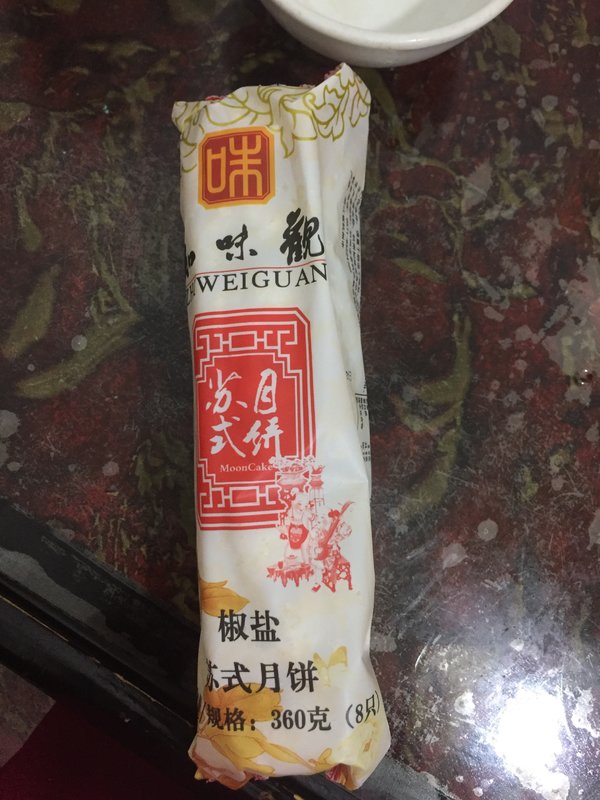 味
味觀
WEIGUAN
苏式
月饼
MoonCake
椒盐
苏式月饼
规格：360克（8只）